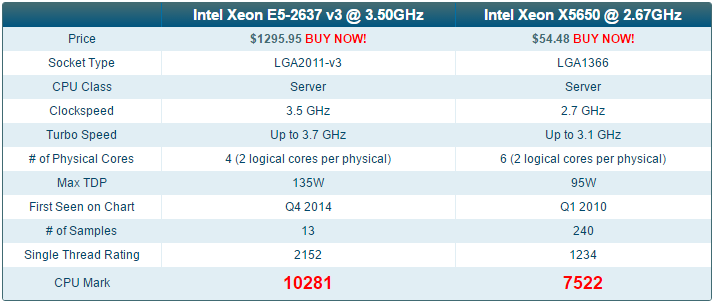 Intel Xeon E5-2637 v3 @ 3.50GHz Intel Xeon X5650 @ 2.67GHz
Price $1295.95 BUY NOW! $54.48 BUY NOW!
Socket Type LGA2011-v3 LGA1366
CPU Class Server Server
Clockspeed 3.5 GHz 2.7 GHz
Turbo Speed Up to 3.7 GHz Up to 3.1 GHz
# of Physical Cores 4 (2 logical cores per physical) 6 (2 logical cores per physical)
Max TDP 135W 95W
First Seen on Chart Q4 2014 Q1 2010
# of Samples 13 240
Single Thread Rating 2152 1234
CPU Mark 10281 7522